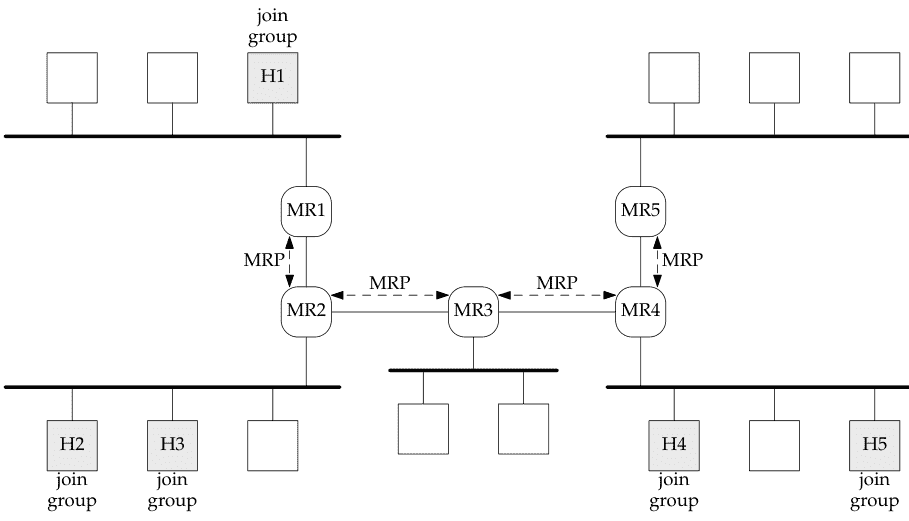 join
group
H1
MR1
MR5
MRP
MRP
MRP
MRP
MR2
MR3
MR4
H2
H3
H4
H5
join
group
join
group
join
group
join
group